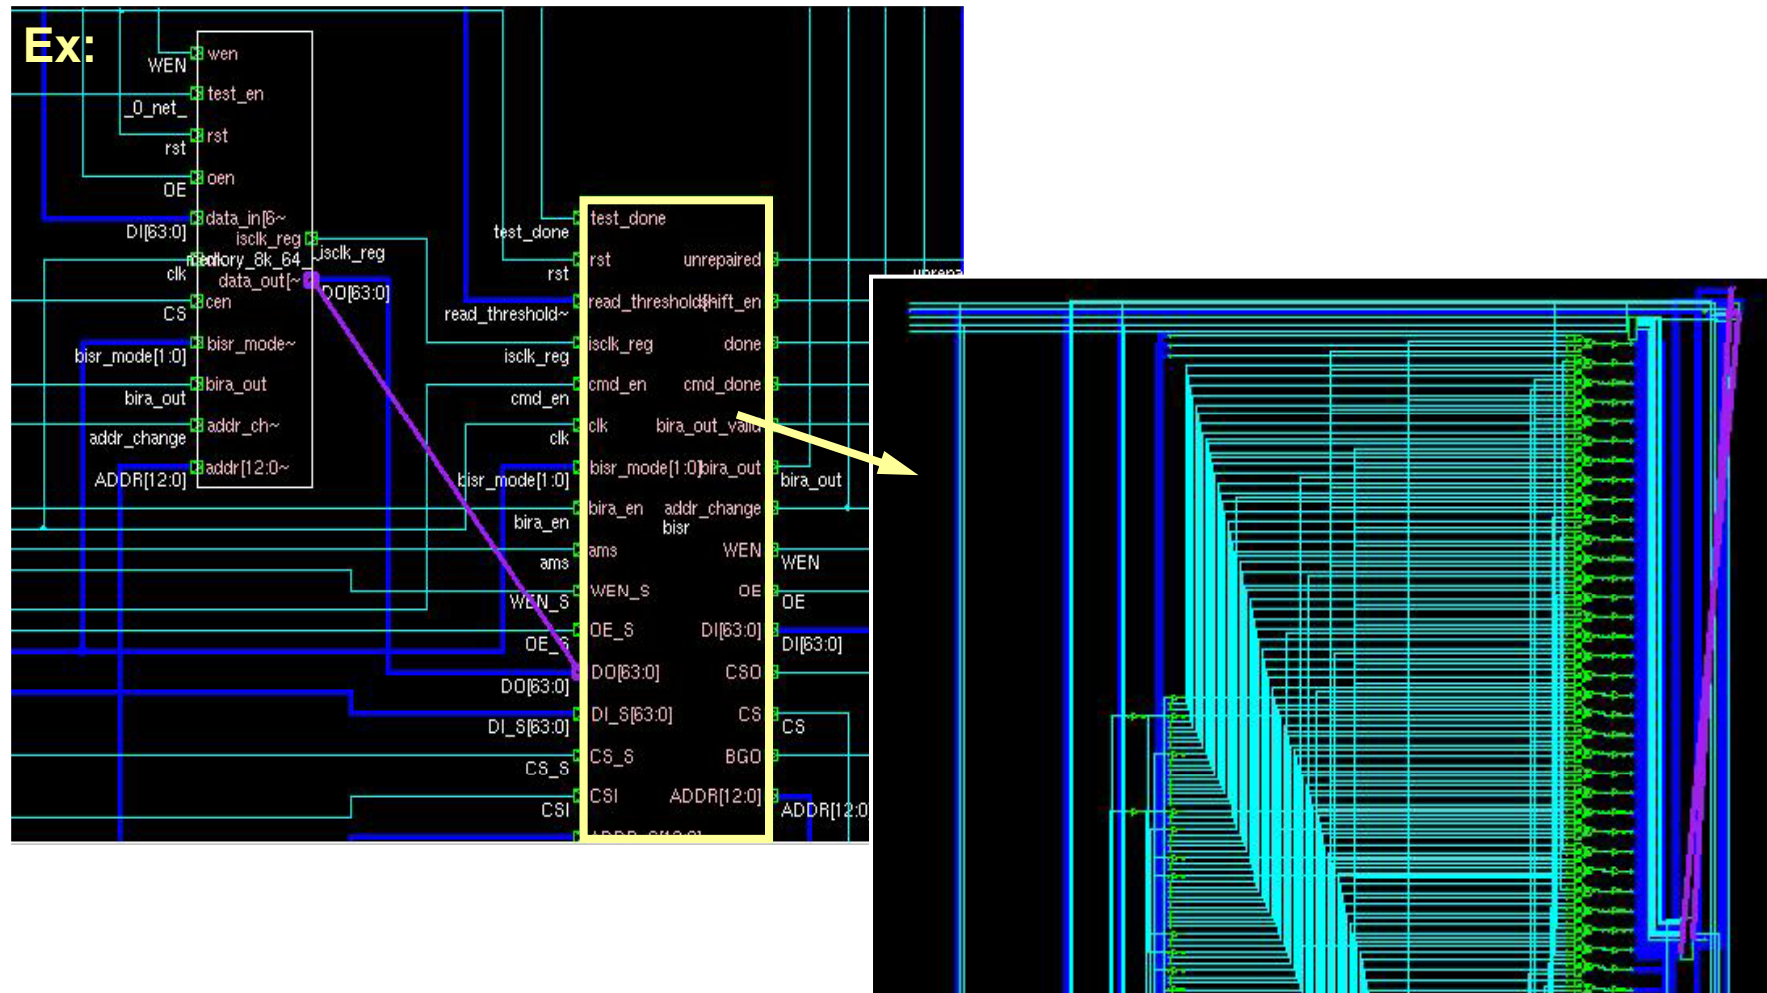 Ex:
wen
WEN
test_en
_0_net_
rst
rst
oen
OE
data_in[6~
DI[63:0]
isclk_reg
isclk_reg
clk
data_out[~
DO[63:0]
cen
CS
bisr_mode~
bisr_mode[1:0]
bira_out
bira_out
addr_ch~
addr_change
addr[12:0~
ADDR[12:0]
test_done
test_done
rst
unrepaired
rst
read_threshold
shift_en
read_threshold~
isclk_reg
done
isclk_reg
cmd_en
cmd_done
cmd_en
clk
bira_out_valid
clk
bisr_mode[1:0]
bira_out
bisr_mode[1:0]
bira_out
bira_en
addr_change
bisr
bira_en
ams
WEN
ams
WEN
WEN_S
OE
WEN_S
OE
OE_S
DI[63:0]
OE_S
DI[63:0]
DO[63:0]
CSO
DO[63:0]
DI_S[63:0]
CS
DI_S[63:0]
CS
CS_S
BGO
CS_S
CSI
ADDR[12:0]
CSI
ADDR[12:0